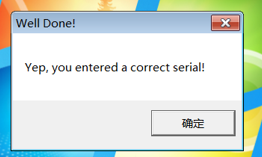 Well Done!
Yep, you entered a correct serial!
确定